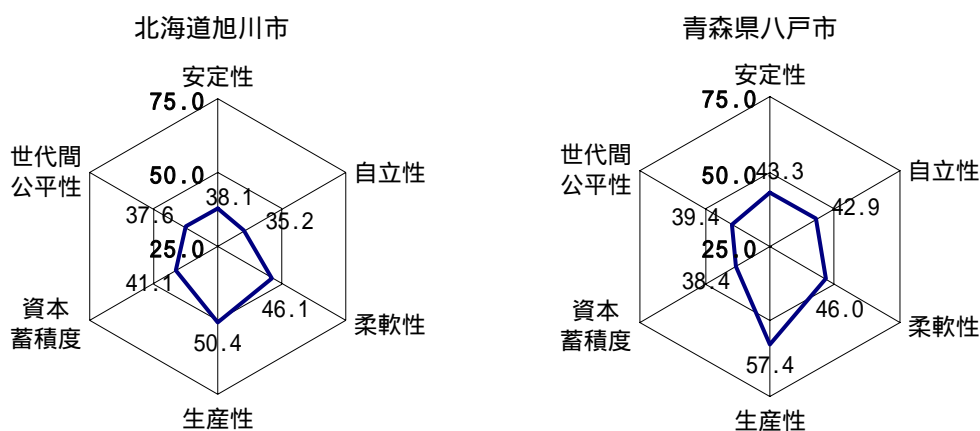 北海道旭川市
安定性
75.0
世代間
公平性
50.0
自立性
38.1
37.6
35.2
25.0
41.1
46.1
資本
蓄積度
柔軟性
50.4
生産性
青森県八戸市
安定性
75.0
世代間
公平性
50.0
43.3
自立性
39.4
42.9
25.0
38.4
46.0
資本
蓄積度
柔軟性
57.4
生産性